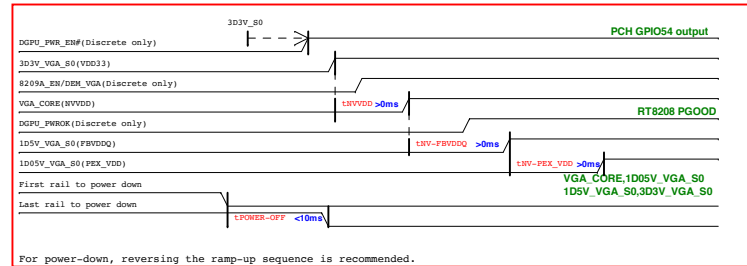 3D3V_S0
PCH GPIO54 output
DGPU_PWR_EN#(Discrete only)
3D3V_VGA_S0(VDD33)
8209A_EN/DEM_VGA(Discrete only)
tNVVDD >0ms
VGA_CORE(NVVDD)
RT8208 PGOOD
DGPU_PWROK(Discrete only)
tNV-FBVDDQ >0ms
1D5V_VGA_S0(FBVDDQ)
tNV-PEX_VDD >0ms
1D05V_VGA_S0(PEX_VDD)
VGA_CORE,1D05V_VGA_S0
1D5V_VGA_S0,3D3V_VGA_S0
First rail to power down
Last rail to power down
tPOWER-OFF <10ms
For power-down, reversing the ramp-up sequence is recommended.